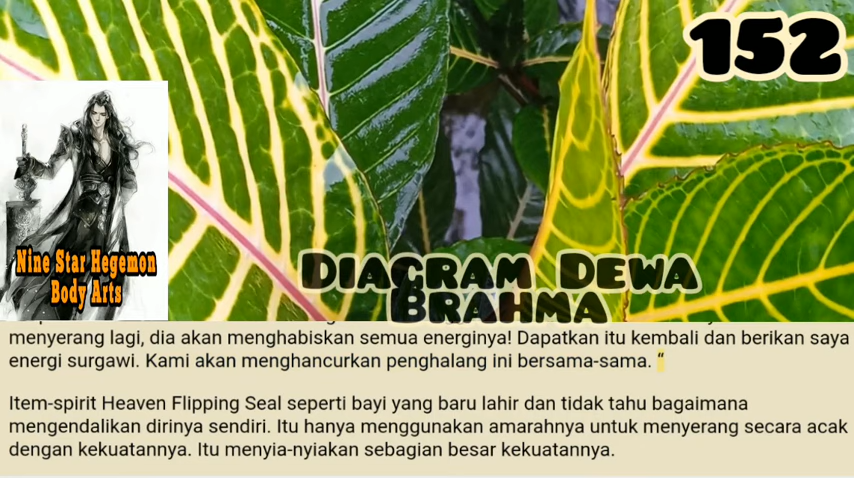 152
Nine Star Hegemon
Body Arts
Diagram Dewa
Brahma
menyerang lagi, dia akan menghabiskan semua energinya! Dapatkan itu kembali dan berikan saya
energi surgawi. Kami akan menghancurkan penghalang ini bersama-sama. “
Item-spirit Heaven Flipping Seal seperti bayi yang baru lahir dan tidak tahu bagaimana
mengendalikan dirinya sendiri. Itu hanya menggunakan amarahnya untuk menyerang secara acak
dengan kekuatannya. Itu menyia-nyiakan sebagian besar kekuatannya.